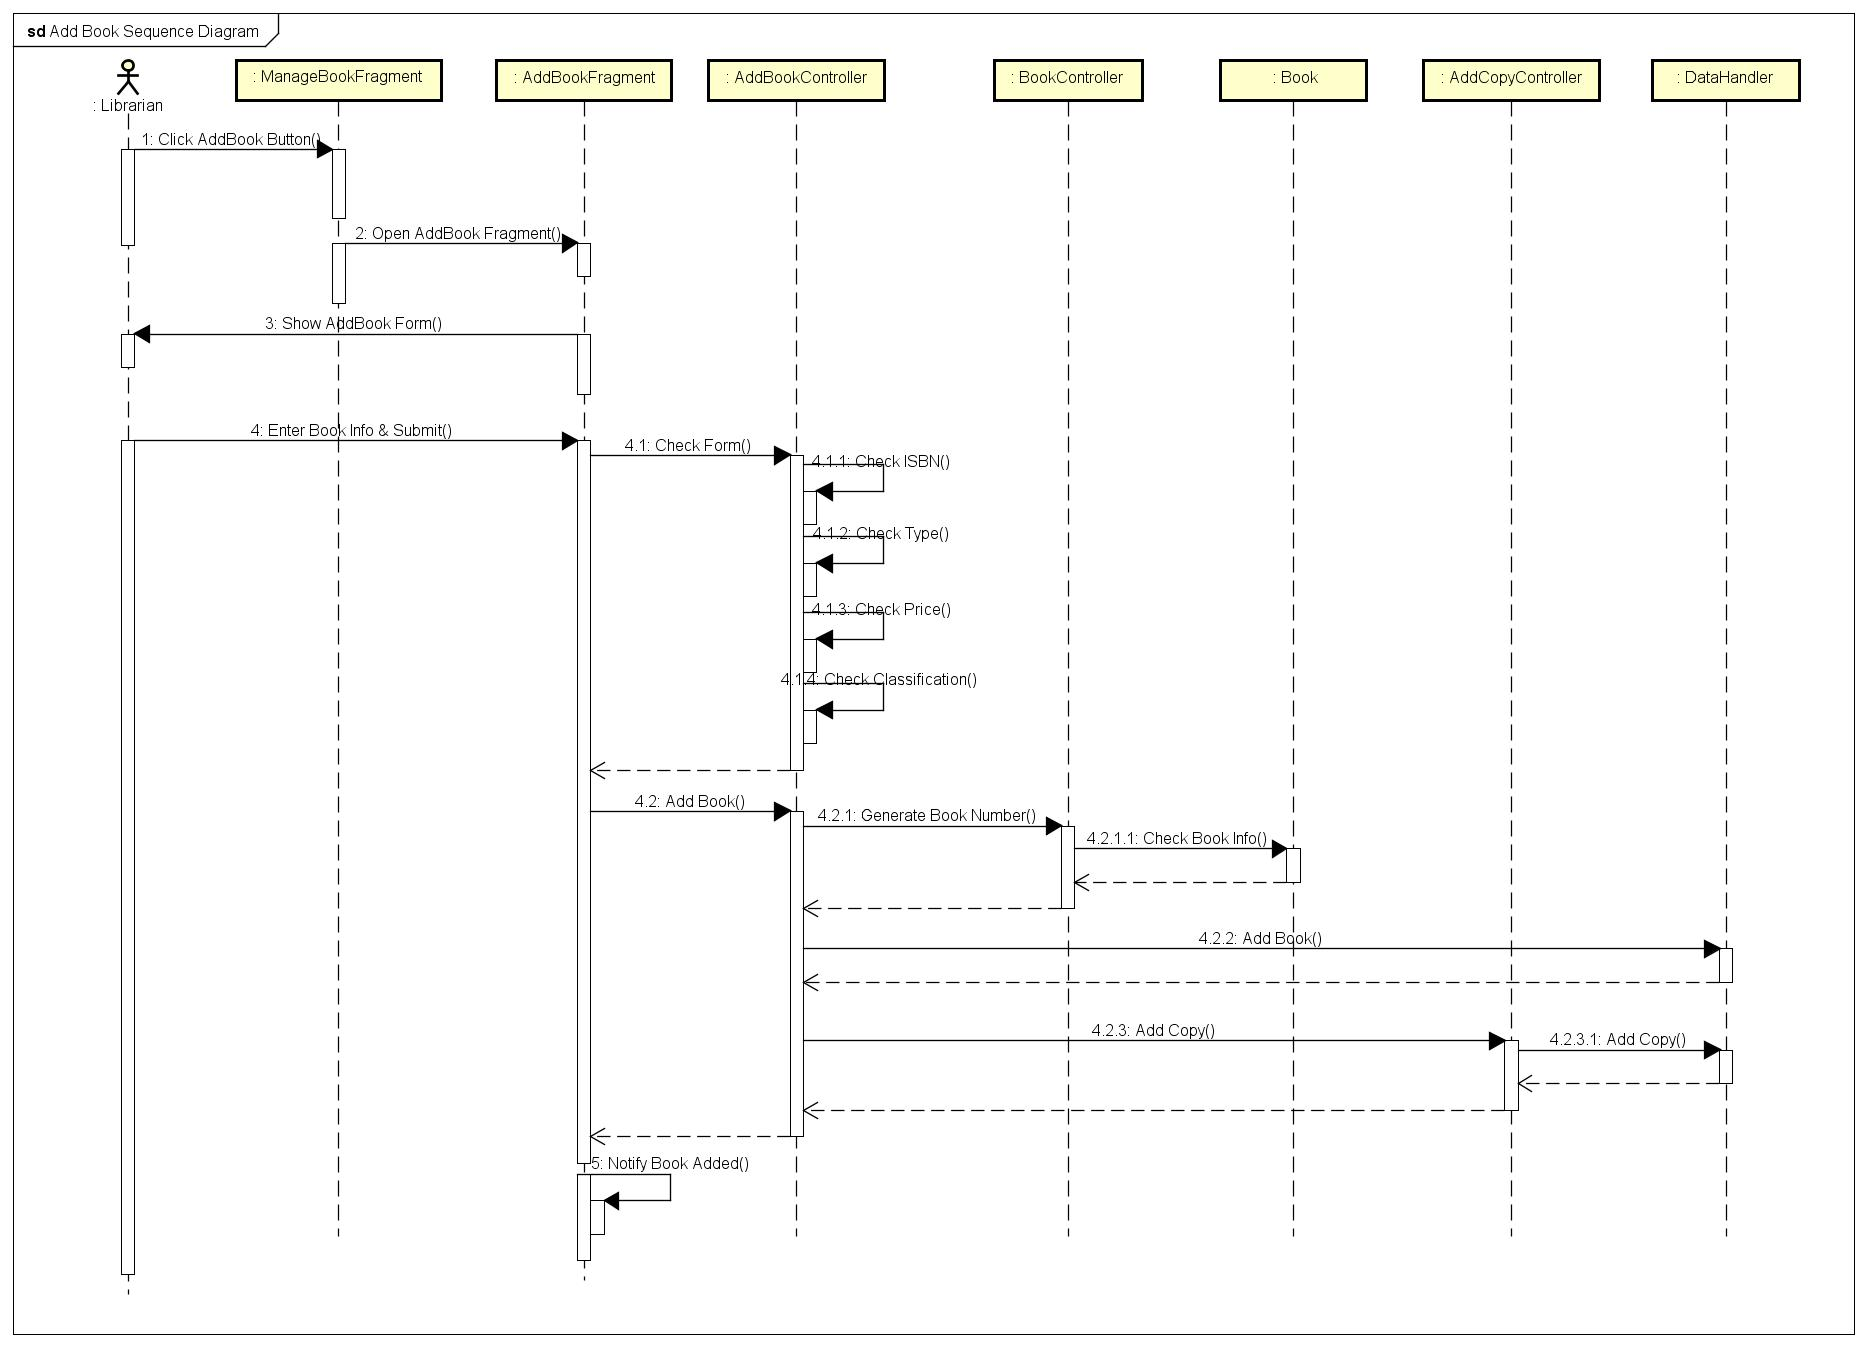 sd Add Book Sequence Diagram
: Librarian
: ManageBookFragment
: AddBookFragment
: AddBookController
: BookController
: Book
: AddCopyController
: DataHandler
1: Click AddBook Button()
2: Open AddBook Fragment()
3: Show AddBook Form()
4: Enter Book Info & Submit()
4.1: Check Form()
4.1.1: Check ISBN()
4.1.2: Check Type()
4.1.3: Check Price()
4.1.4: Check Classification()
4.2: Add Book()
4.2.1: Generate Book Number()
4.2.1.1: Check Book Info()
4.2.2: Add Book()
4.2.3: Add Copy()
4.2.3.1: Add Copy()
5: Notify Book Added()